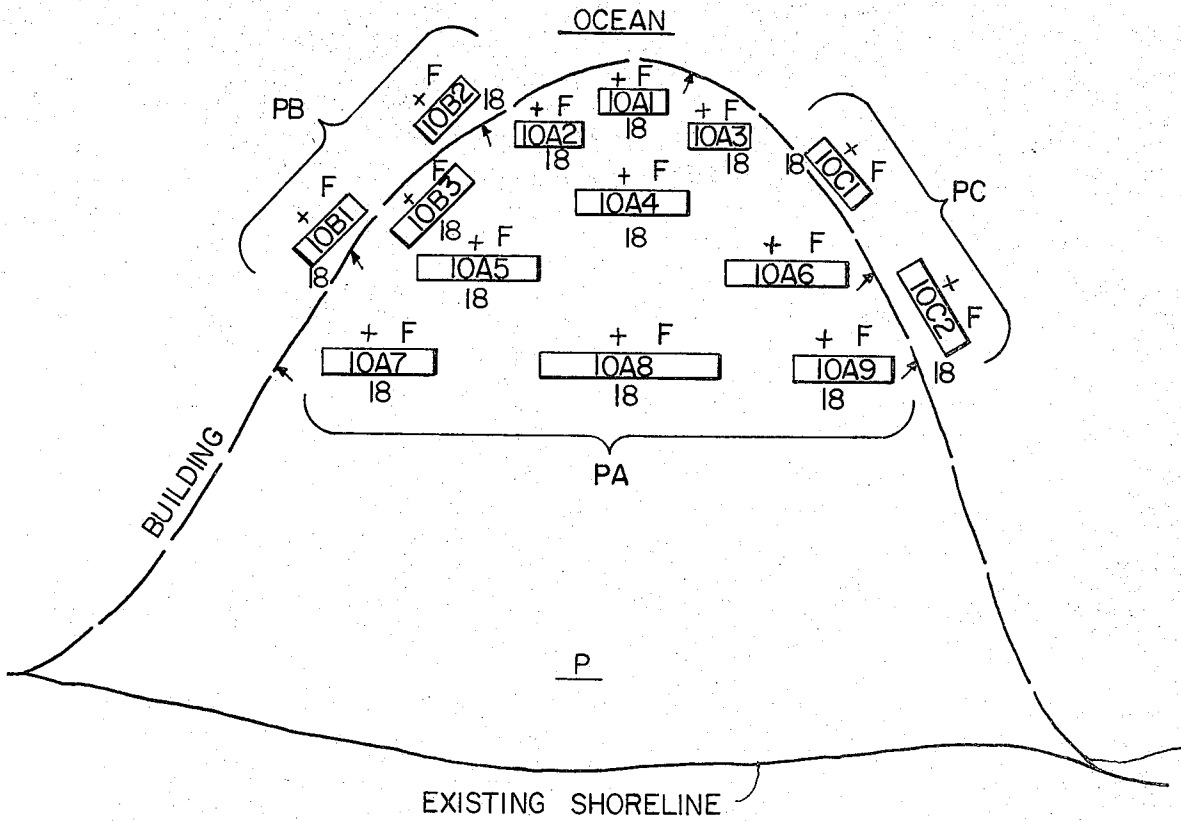 OCEAN
PB
F
+
10B2
18
+ F
10A1
18
+ F
10A2
18
+ F
10A3
18
+
F
18
10C1
PC
F
+
10B1
18
F
+
10B3
18
+ F
10A4
18
+ F
10A5
18
+ F
10A6
+
F
10C2
18
+ F
10A7
18
+ F
10A8
18
+ F
10A9
18
PA
BUILDING
P
EXISTING SHORELINE